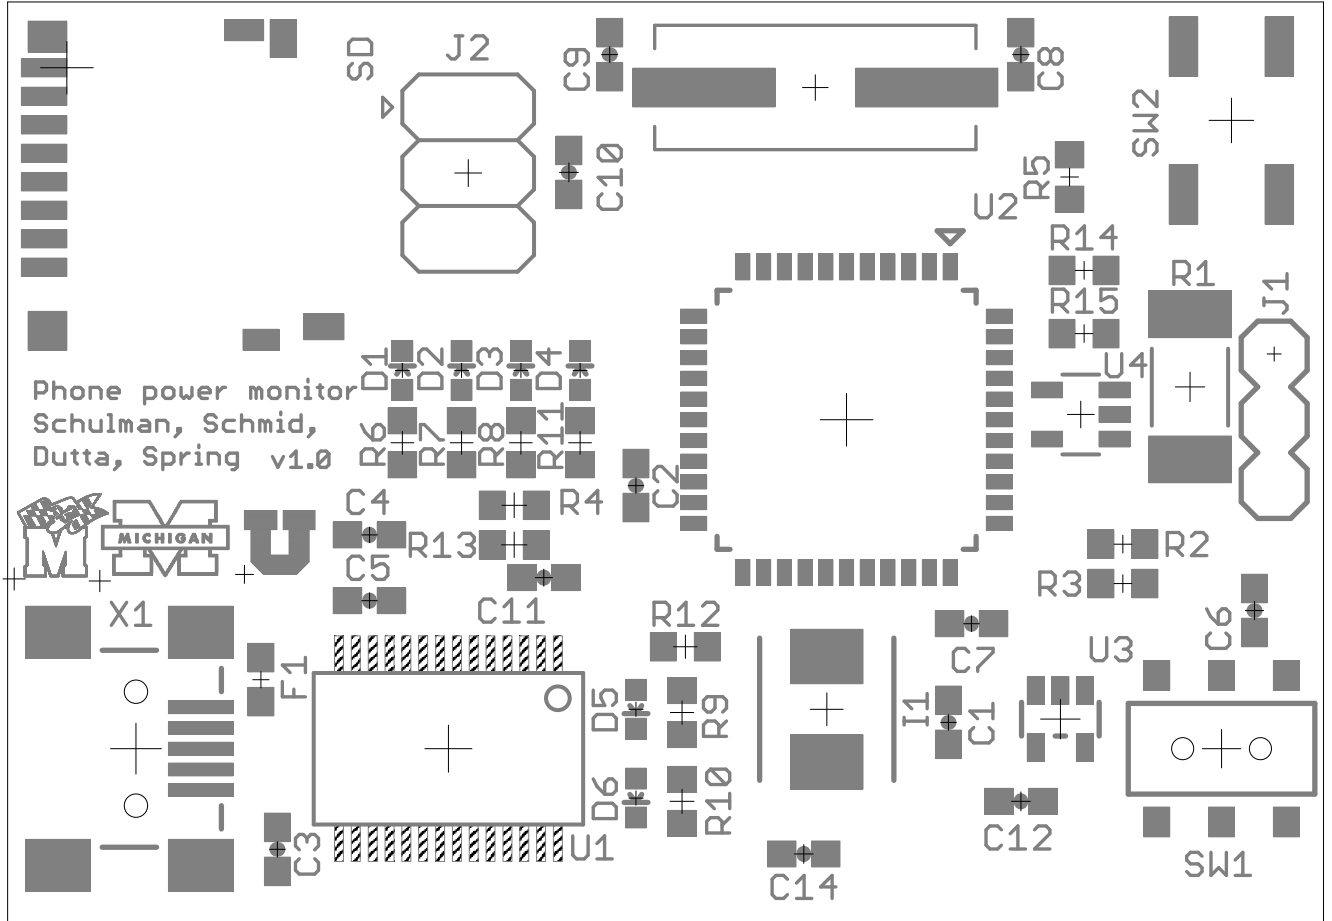 SD
J2
C9
C8
SW2
C10
R5
U2
R14
R1
J1
R15
D1
D2
D3
D4
U4
Phone power monitor
Schulman, Schmid,
Dutta, Spring v1.0
R6
R7
R8
R11
C2
C4
R4
M
M
MICHIGAN
U
R13
R2
C5
R3
X1
C11
R12
C6
C7
U3
F1
D5
R9
I1
C1
D6
R10
C12
C3
U1
C14
SW1